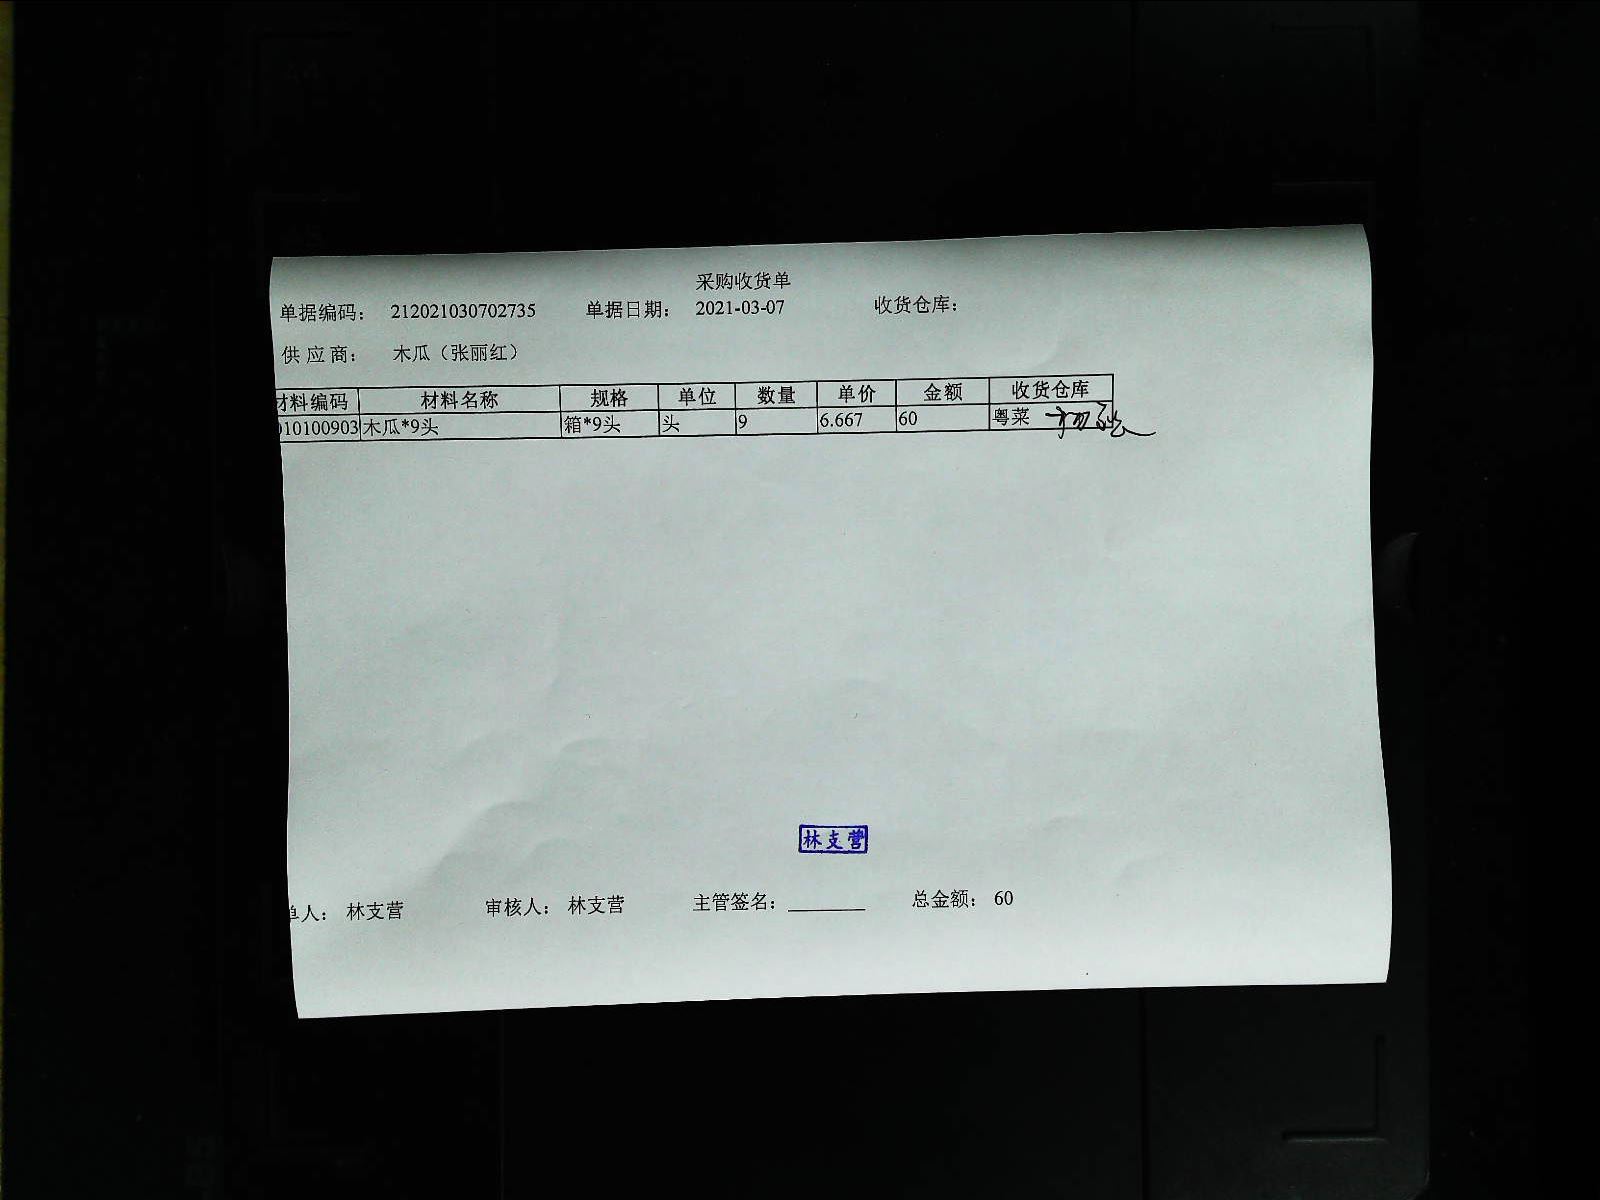 采购收货单
单据编码： 212021030702735 单据日期： 2021-03-07 收货仓库：
供应商： 木瓜（张丽红）
材料编码 材料名称 规格 单位 数量 单价 金额 收货仓库
010100903 木瓜*9头 箱*9头 头 9 6.667 60 粤菜
林支营
单人： 林支营 审核人： 林支营 主管签名：________ 总金额： 60